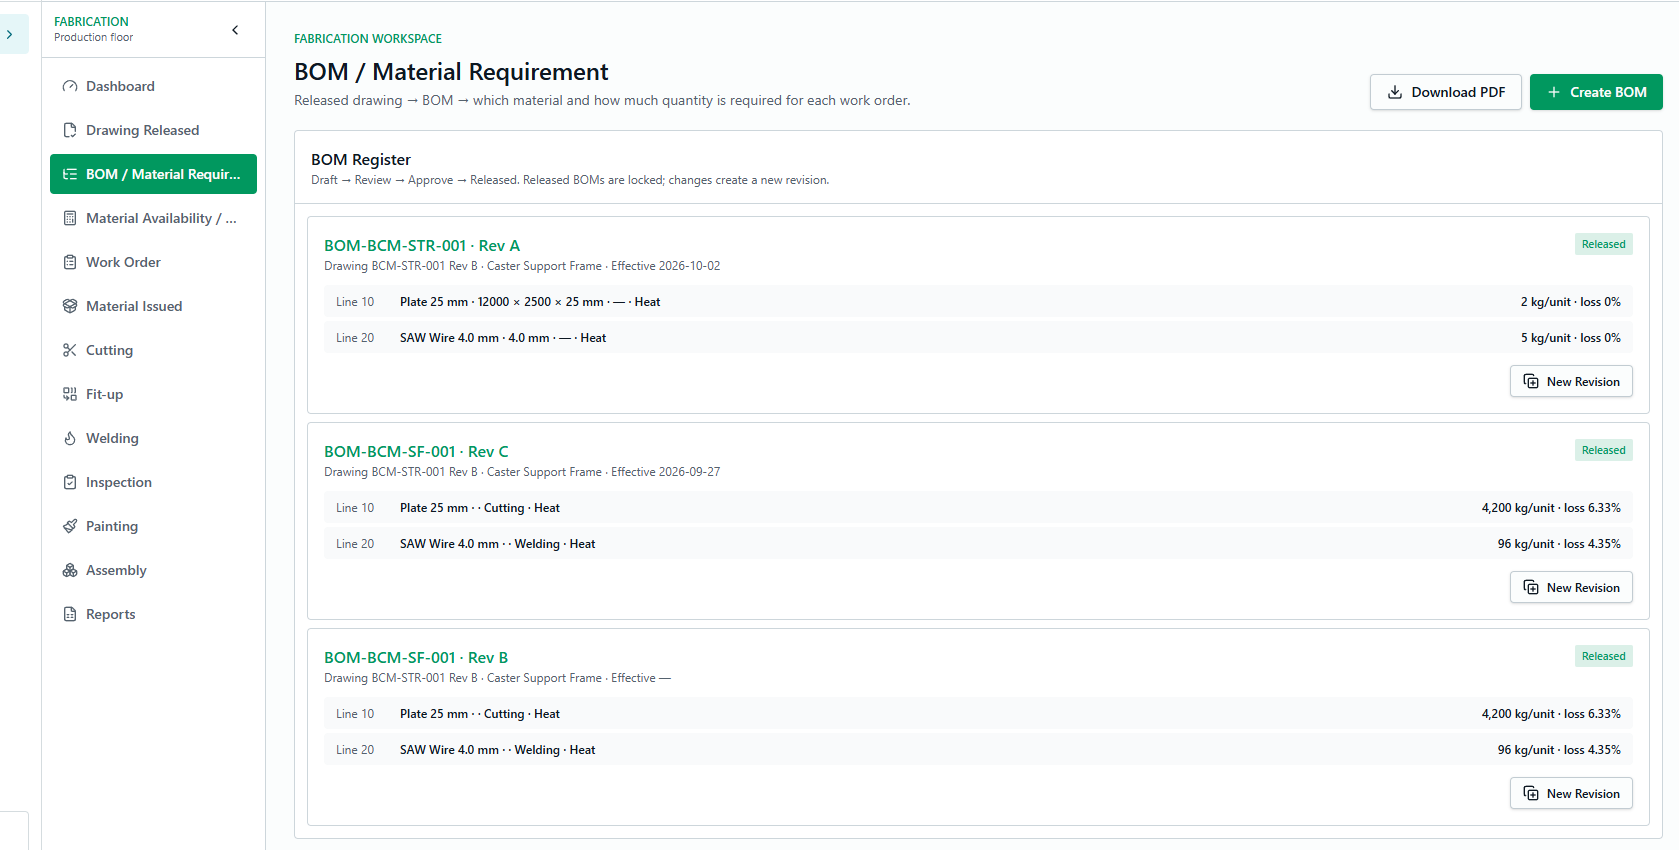 FABRICATION
Production floor
Dashboard
Drawing Released
BOM / Material Requir...
Material Availability / ...
Work Order
Material Issued
Cutting
Fit-up
Welding
Inspection
Painting
Assembly
Reports
FABRICATION WORKSPACE
BOM / Material Requirement
Released drawing → BOM → which material and how much quantity is required for each work order.
Download PDF
Create BOM
BOM Register
Draft → Review → Approve → Released. Released BOMs are locked; changes create a new revision.
BOM-BCM-STR-001 · Rev A
Released
Drawing BCM-STR-001 Rev B · Caster Support Frame · Effective 2026-10-02
Line 10 Plate 25 mm · 12000 × 2500 × 25 mm · — · Heat 2 kg/unit · loss 0%
Line 20 SAW Wire 4.0 mm · 4.0 mm · — · Heat 5 kg/unit · loss 0%
New Revision
BOM-BCM-SF-001 · Rev C
Released
Drawing BCM-STR-001 Rev B · Caster Support Frame · Effective 2026-09-27
Line 10 Plate 25 mm · · Cutting · Heat 4,200 kg/unit · loss 6.33%
Line 20 SAW Wire 4.0 mm · · Welding · Heat 96 kg/unit · loss 4.35%
New Revision
BOM-BCM-SF-001 · Rev B
Released
Drawing BCM-STR-001 Rev B · Caster Support Frame · Effective —
Line 10 Plate 25 mm · · Cutting · Heat 4,200 kg/unit · loss 6.33%
Line 20 SAW Wire 4.0 mm · · Welding · Heat 96 kg/unit · loss 4.35%
New Revision